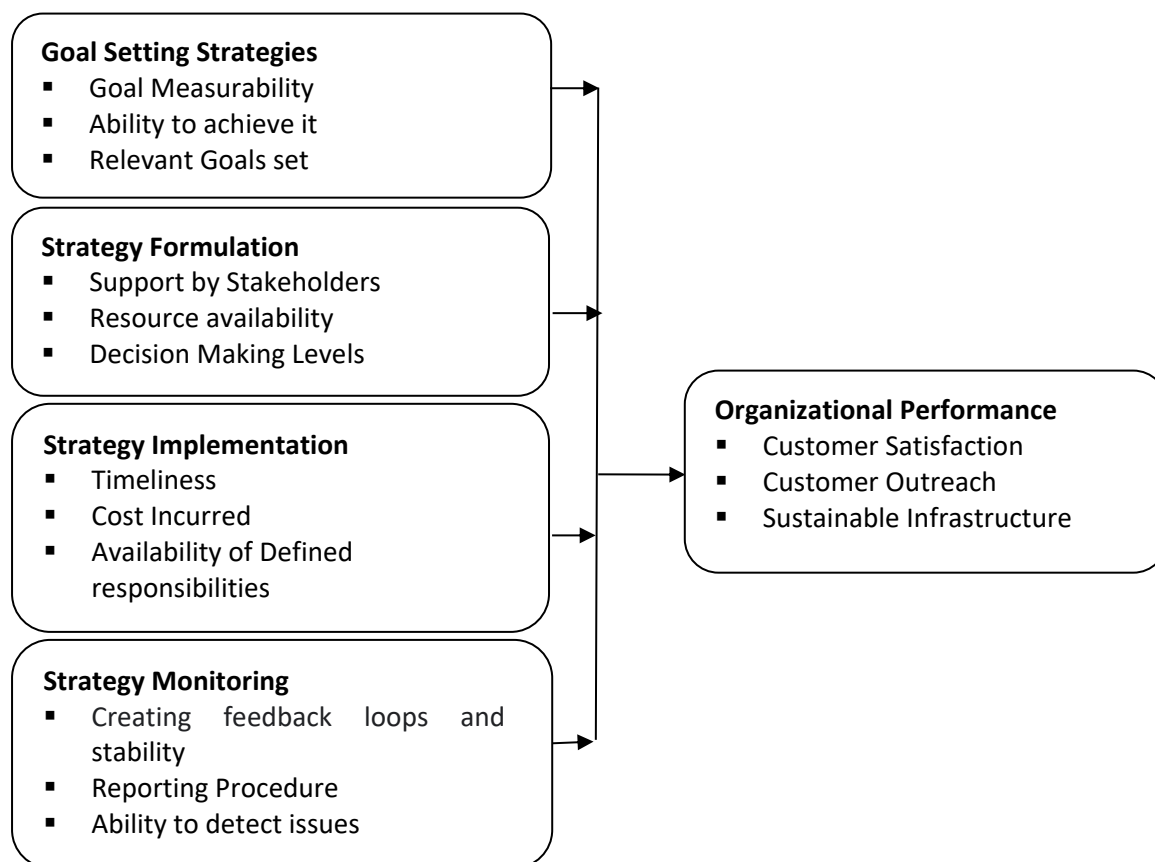 Goal Setting Strategies
▪ Goal Measurability
▪ Ability to achieve it
▪ Relevant Goals set
Strategy Formulation
▪ Support by Stakeholders
▪ Resource availability
▪ Decision Making Levels
Strategy Implementation
▪ Timeliness
▪ Cost Incurred
▪ Availability of Defined
responsibilities
Strategy Monitoring
▪ Creating feedback loops and
stability
▪ Reporting Procedure
▪ Ability to detect issues
Organizational Performance
▪ Customer Satisfaction
▪ Customer Outreach
▪ Sustainable Infrastructure